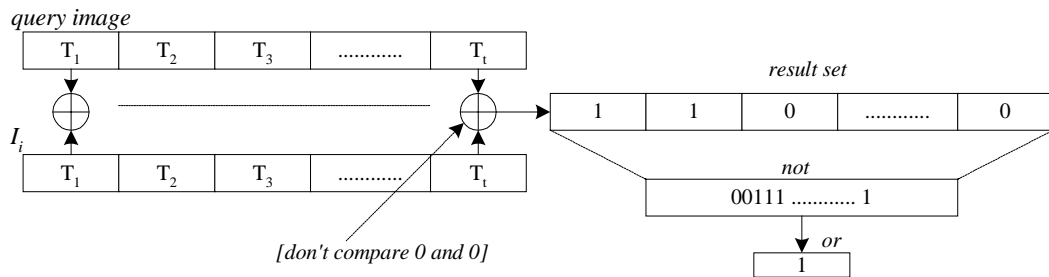 query image
T1 T2 T3 ............ Tt
result set
1 1 0 ............ 0
Ii
T1 T2 T3 ............ Tt
not
00111 ............ 1
[don't compare 0 and 0]
or
1